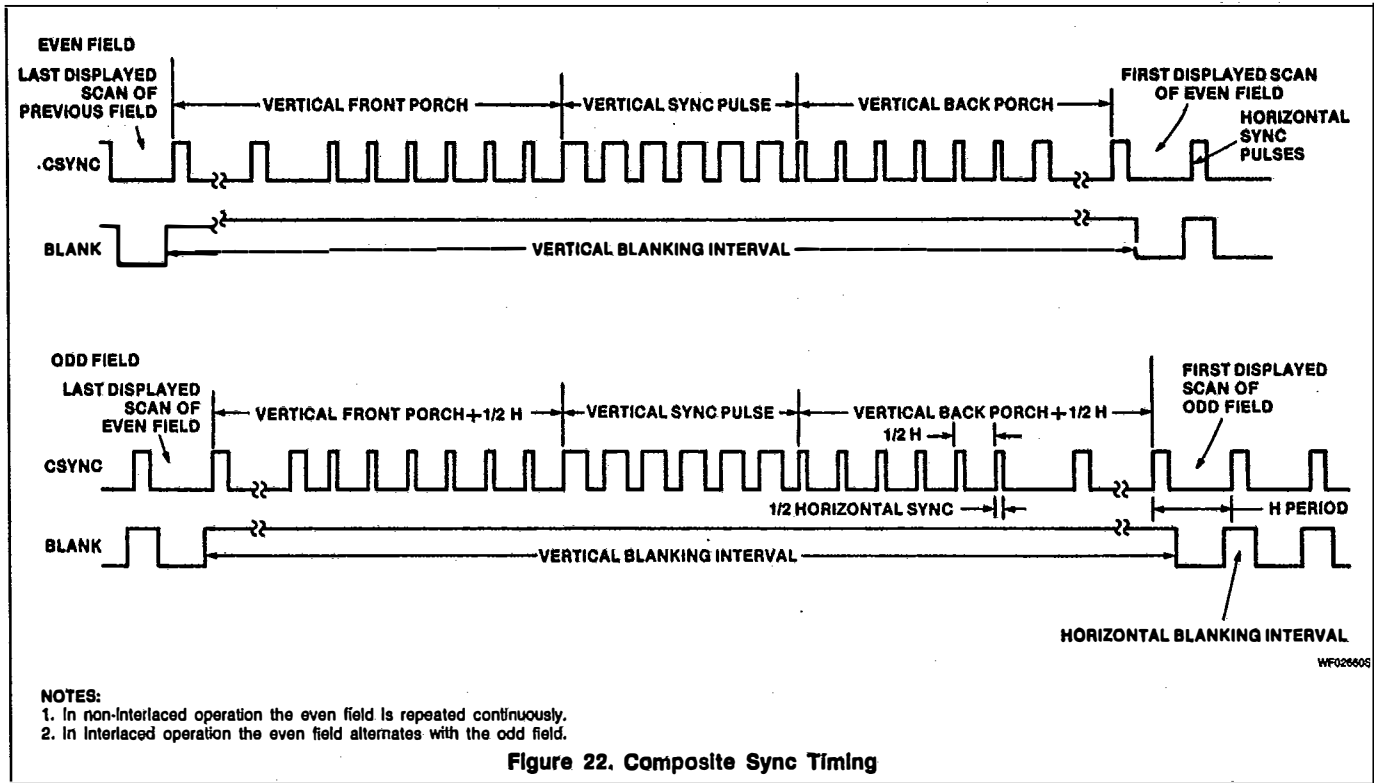 EVEN FIELD
LAST DISPLAYED
SCAN OF
PREVIOUS FIELD
VERTICAL FRONT PORCH
VERTICAL SYNC PULSE
VERTICAL BACK PORCH
FIRST DISPLAYED SCAN
OF EVEN FIELD
HORIZONTAL
SYNC
PULSES
.CSYNC
BLANK
VERTICAL BLANKING INTERVAL
ODD FIELD
LAST DISPLAYED
SCAN OF
EVEN FIELD
VERTICAL FRONT PORCH+1/2 H
VERTICAL SYNC PULSE
VERTICAL BACK PORCH+1/2 H
FIRST DISPLAYED
SCAN OF
ODD FIELD
1/2 H
CSYNC
1/2 HORIZONTAL SYNC
H PERIOD
BLANK
VERTICAL BLANKING INTERVAL
HORIZONTAL BLANKING INTERVAL
WF02660S
NOTES:
1. In non-interlaced operation the even field is repeated continuously.
2. In Interlaced operation the even field alternates with the odd field.
Figure 22. Composite Sync Timing